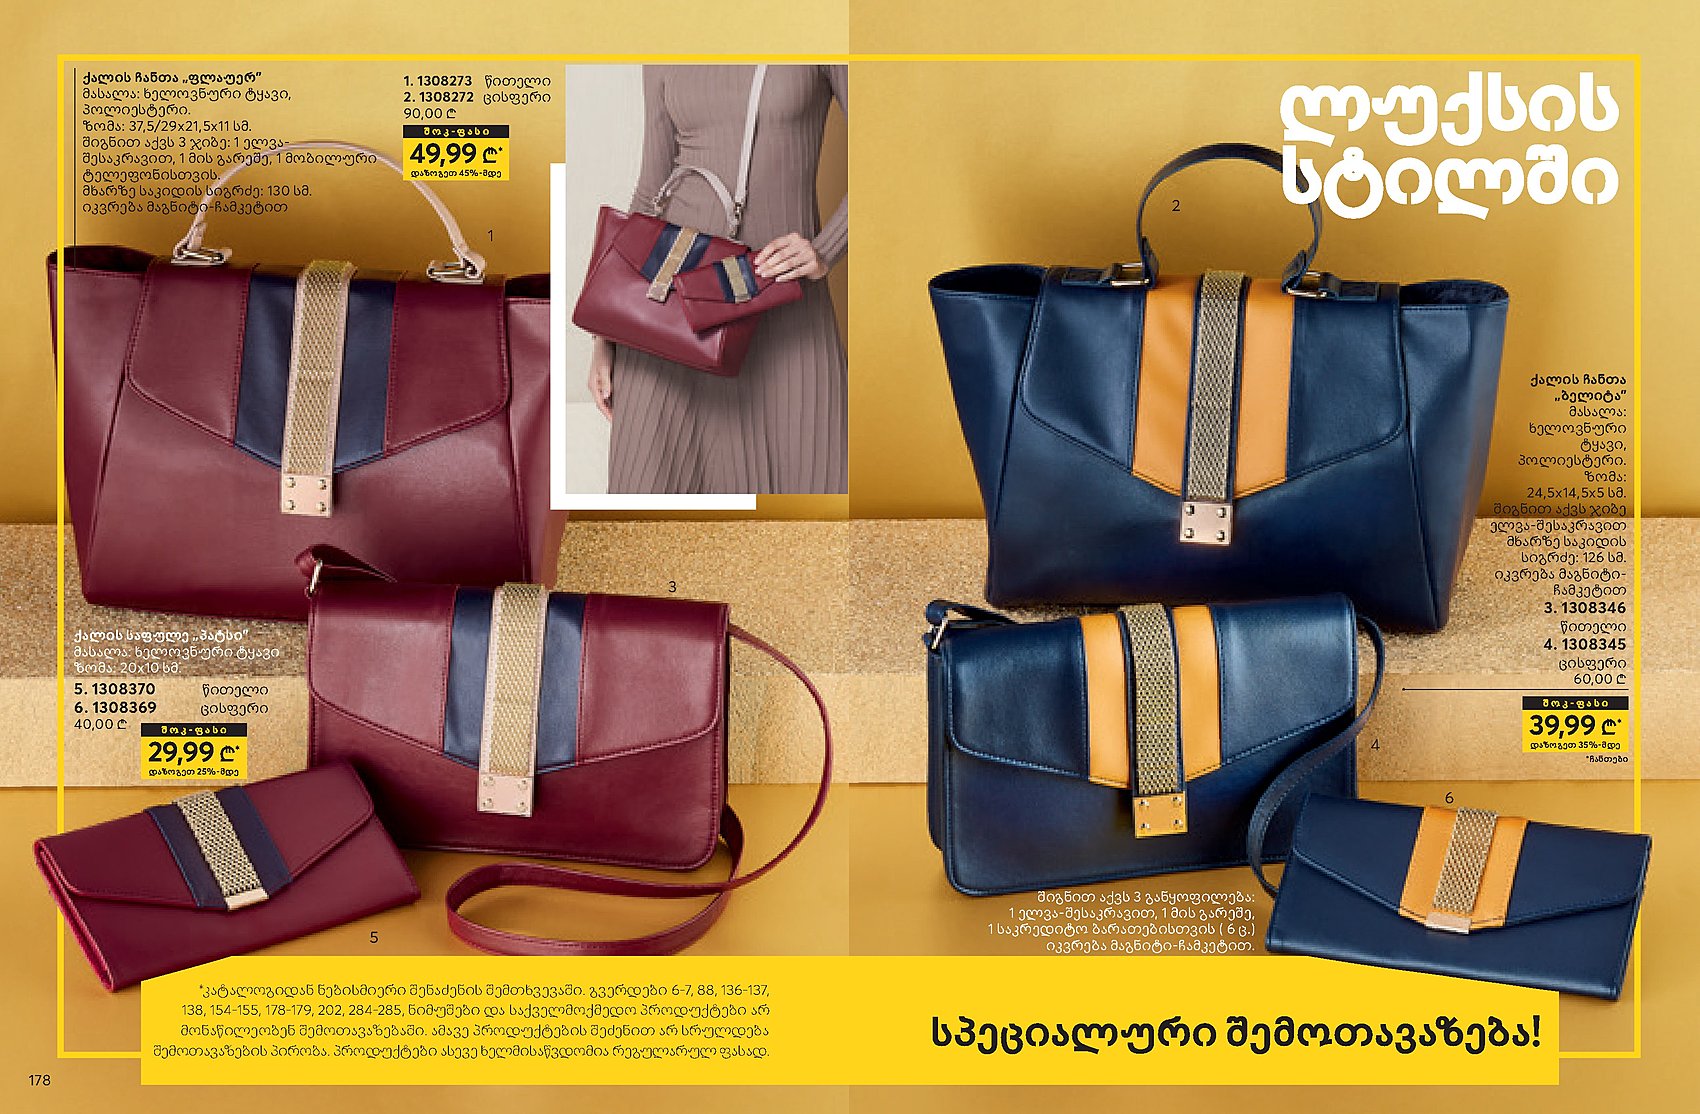 ქალის ჩანთა „ფლაუერ”
მასალა: ხელოვნური ტყავი,
პოლიესტერი.
ზომა: 37,5/29x21,5x11 სმ.
შიგნით აქვს 3 ჯიბე: 1 ელვა-
შესაკრავით, 1 მის გარეშე, 1 მობილური
ტელეფონისთვის.
მხარზე საკიდის სიგრძე: 130 სმ.
იკვრება მაგნიტი-ჩამკეტით
1. 1308273 წითელი
2. 1308272 ცისფერი
90,00 ₾
შოკ-ფასი
49,99 ₾*
დაზოგეთ 45%-მდე
1
ლუქსის
სტილში
2
ქალის ჩანთა
„ბელიტა”
მასალა:
ხელოვნური
ტყავი,
პოლიესტერი.
ზომა:
24,5x14,5x5 სმ.
შიგნით აქვს ჯიბე
ელვა-შესაკრავით
მხარზე საკიდის
სიგრძე: 126 სმ.
იკვრება მაგნიტი-
ჩამკეტით
3. 1308346
წითელი
4. 1308345
ცისფერი
60,00 ₾
შოკ-ფასი
39,99 ₾*
დაზოგეთ 35%-მდე
*ჩანთები
3
4
ქალის საფულე „პატსი”
მასალა: ხელოვნური ტყავი
ზომა: 20x10 სმ.
5. 1308370 წითელი
6. 1308369 ცისფერი
40,00 ₾
შოკ-ფასი
29,99 ₾*
დაზოგეთ 25%-მდე
5
6
შიგნით აქვს 3 განყოფილება:
1 ელვა-შესაკრავით, 1 მის გარეშე,
1 საკრედიტო ბარათებისთვის ( 6 ც.)
იკვრება მაგნიტი-ჩამკეტით.
*კატალოგიდან ნებისმიერი შენაძენის შემთხვევაში. გვერდები 6-7, 88, 136-137,
138, 154-155, 178-179, 202, 284-285, ნიმუშები და საქველმოქმედო პროდუქტები არ
მონაწილეობენ შემოთავაზებაში. ამავე პროდუქტების შეძენით არ სრულდება
შემოთავაზების პირობა. პროდუქტები ასევე ხელმისაწვდომია რეგულარულ ფასად.
სპეციალური შემოთავაზება!
178